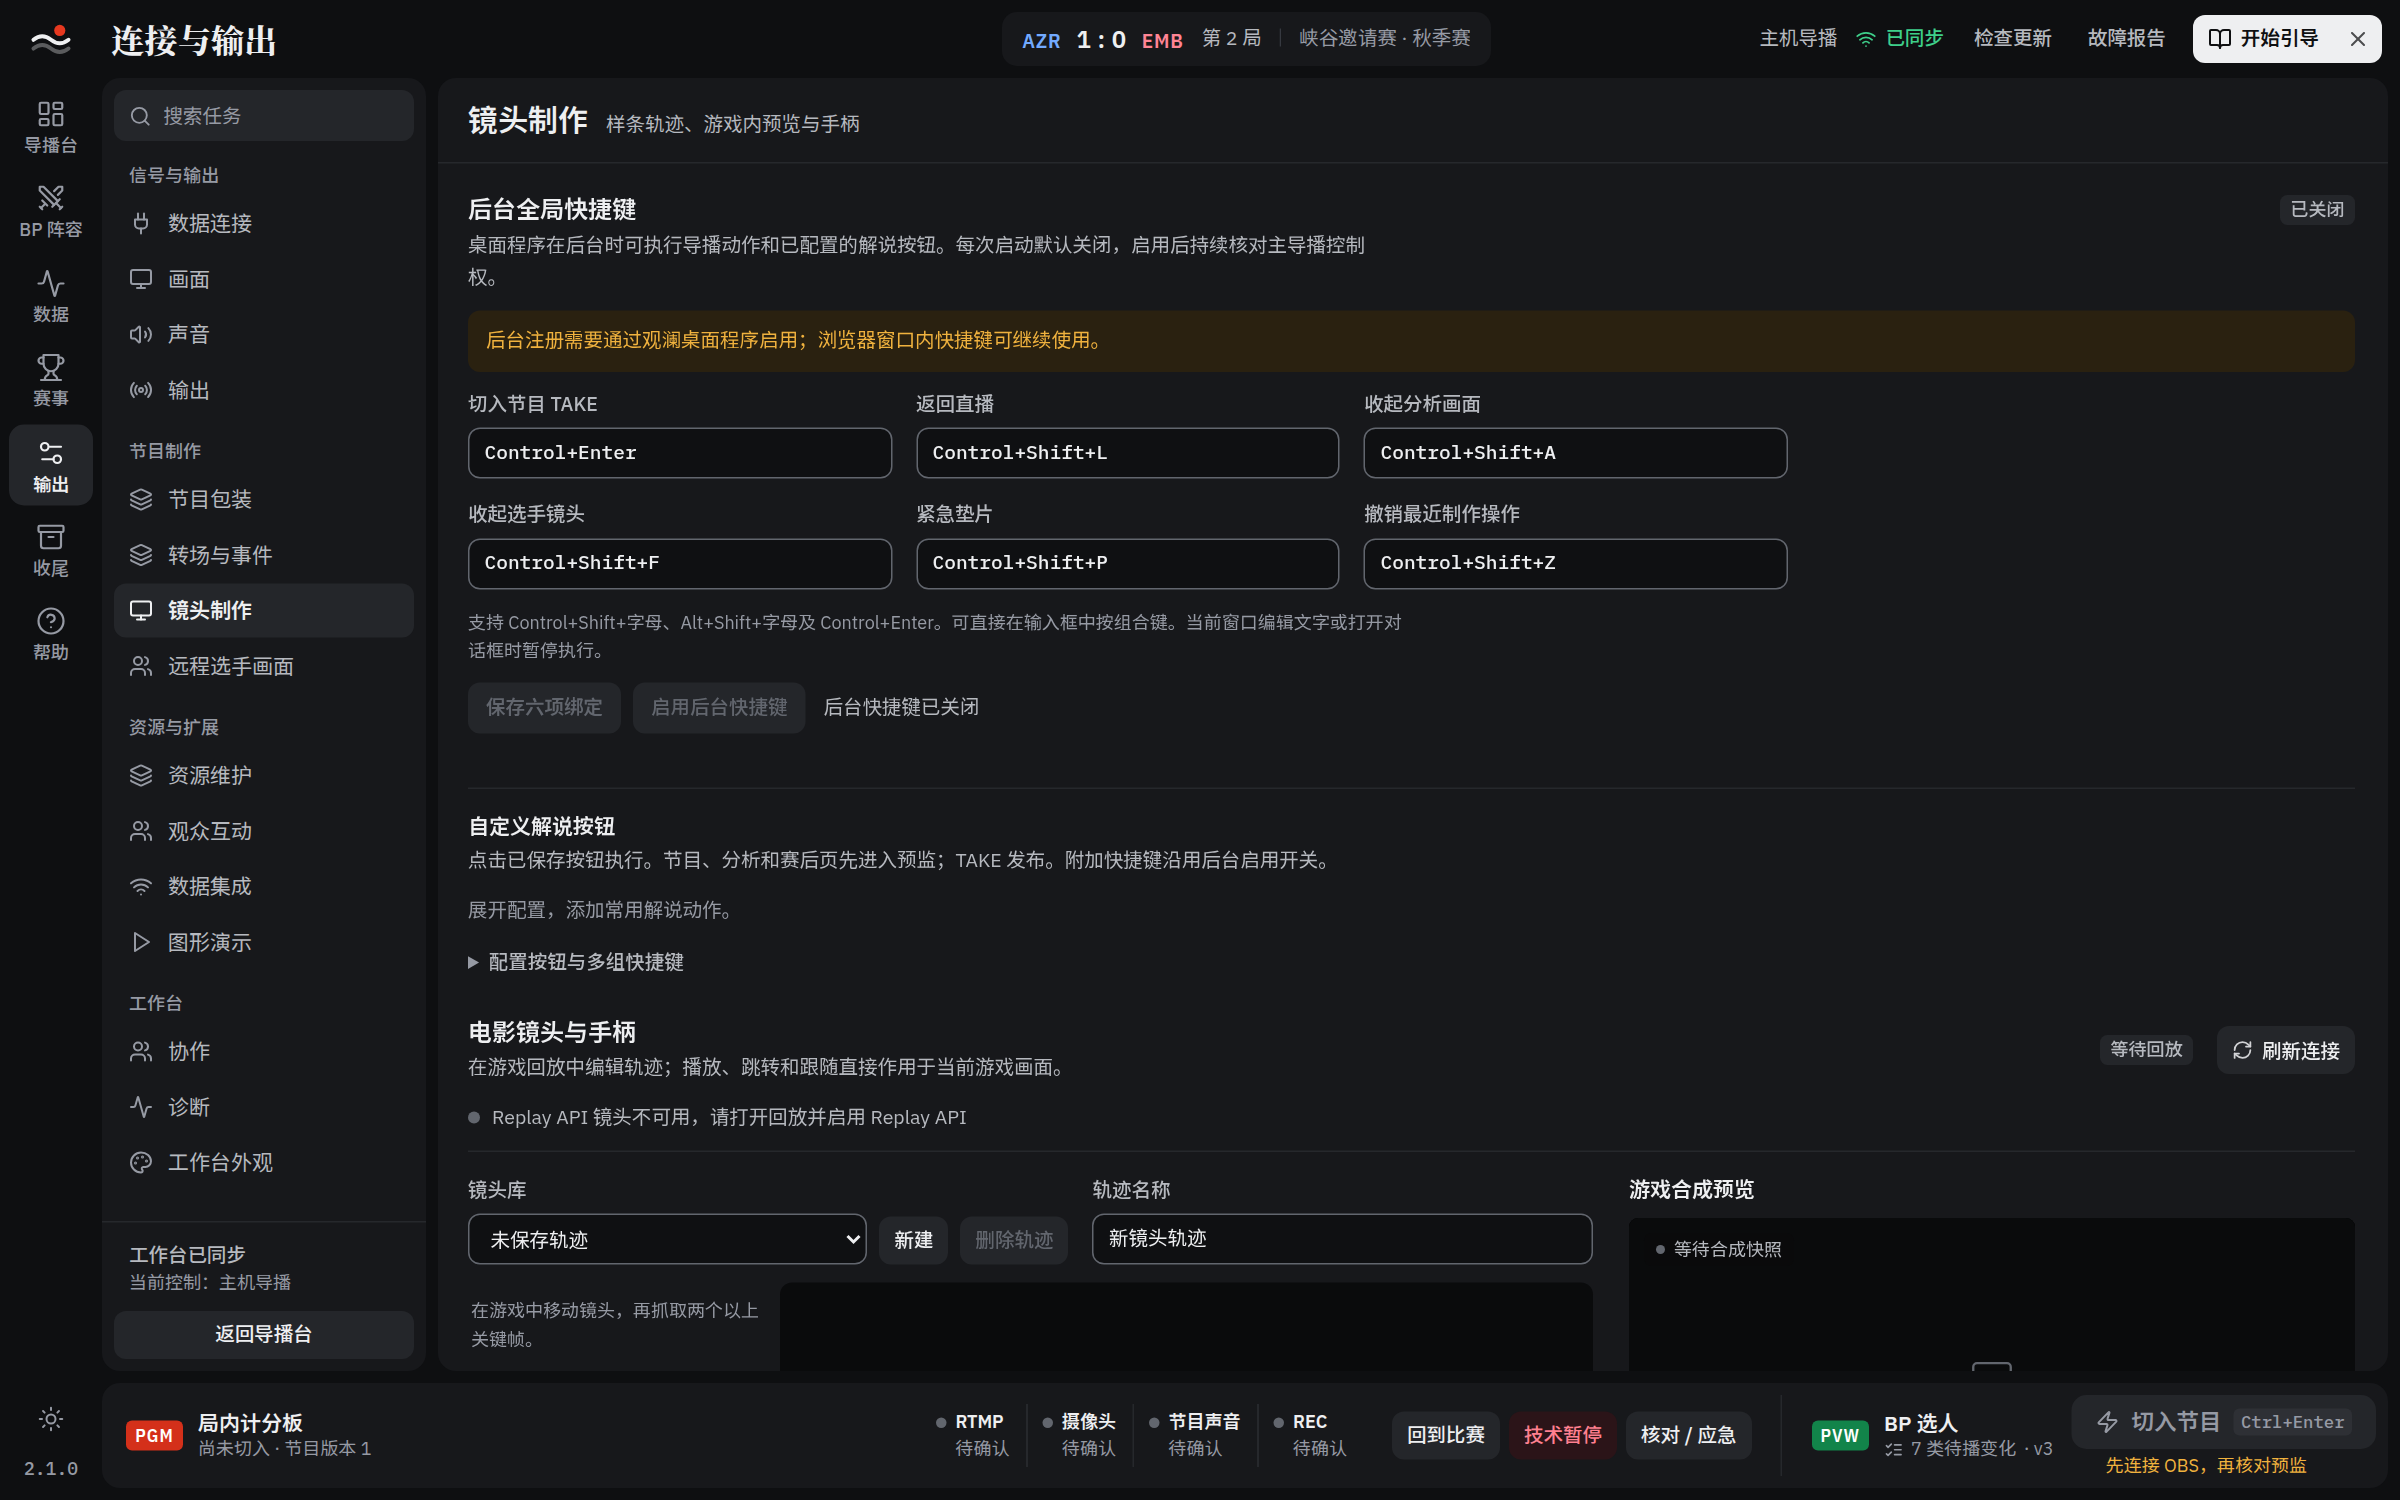 连接与输出
AZR 1 : 0 EMB 第 2 局 峡谷邀请赛 · 秋季赛
主机导播 已同步 检查更新 故障报告 开始引导
导播台
BP 阵容
数据
赛事
输出
收尾
帮助
2.1.0
搜索任务
信号与输出
数据连接
画面
声音
输出
节目制作
节目包装
转场与事件
镜头制作
远程选手画面
资源与扩展
资源维护
观众互动
数据集成
图形演示
工作台
协作
诊断
工作台外观
工作台已同步
当前控制：主机导播
返回导播台
镜头制作 样条轨迹、游戏内预览与手柄
后台全局快捷键 已关闭
桌面程序在后台时可执行导播动作和已配置的解说按钮。每次启动默认关闭，启用后持续核对主导播控制
权。
后台注册需要通过观澜桌面程序启用；浏览器窗口内快捷键可继续使用。
切入节目 TAKE 返回直播 收起分析画面
Control+Enter Control+Shift+L Control+Shift+A
收起选手镜头 紧急垫片 撤销最近制作操作
Control+Shift+F Control+Shift+P Control+Shift+Z
支持 Control+Shift+字母、Alt+Shift+字母及 Control+Enter。可直接在输入框中按组合键。当前窗口编辑文字或打开对
话框时暂停执行。
保存六项绑定 启用后台快捷键 后台快捷键已关闭
自定义解说按钮
点击已保存按钮执行。节目、分析和赛后页先进入预监；TAKE 发布。附加快捷键沿用后台启用开关。
展开配置，添加常用解说动作。
配置按钮与多组快捷键
电影镜头与手柄
在游戏回放中编辑轨迹；播放、跳转和跟随直接作用于当前游戏画面。
等待回放 刷新连接
Replay API 镜头不可用，请打开回放并启用 Replay API
镜头库 轨迹名称 游戏合成预览
未保存轨迹 新建 删除轨迹 新镜头轨迹
等待合成快照
在游戏中移动镜头，再抓取两个以上
关键帧。
PGM 局内计分板
尚未切入 · 节目版本 1
RTMP 摄像头 节目声音 REC
待确认 待确认 待确认 待确认
回到比赛 技术暂停 核对 / 应急
PVW BP 选人
7 类待播变化 · v3
切入节目 Ctrl+Enter
先连接 OBS，再核对预监